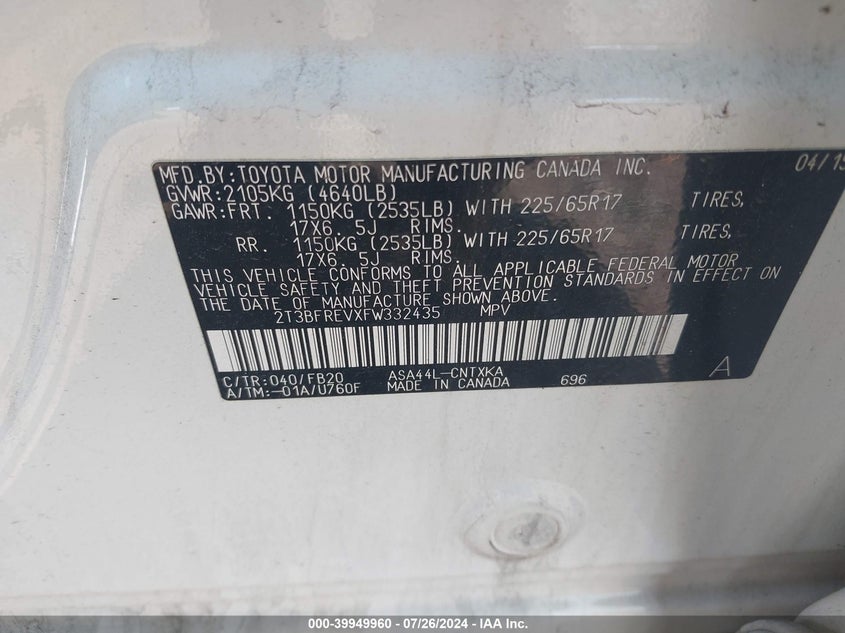 MFD.BY:TOYOTA MOTOR MANUFACTURING CANADA INC. 04/15
GVWR:2105KG (4640LB)
GAWR:FRT. 1150KG (2535LB) WITH 225/65R17 TIRES,
17X6. 5J RIMS.
RR. 1150KG (2535LB) WITH 225/65R17 TIRES,
17X6. 5J RIMS.
THIS VEHICLE CONFORMS TO ALL APPLICABLE FEDERAL MOTOR
VEHICLE SAFETY AND THEFT PREVENTION STANDARDS IN EFFECT ON
THE DATE OF MANUFACTURE SHOWN ABOVE.
2T3BFREVXFW332435 MPV
C/TR:040/FB20 ASA44L-CNTXKA 696 A
A/TM:-01A/U760F MADE IN CANADA
000-39949960 - 07/26/2024 - IAA Inc.